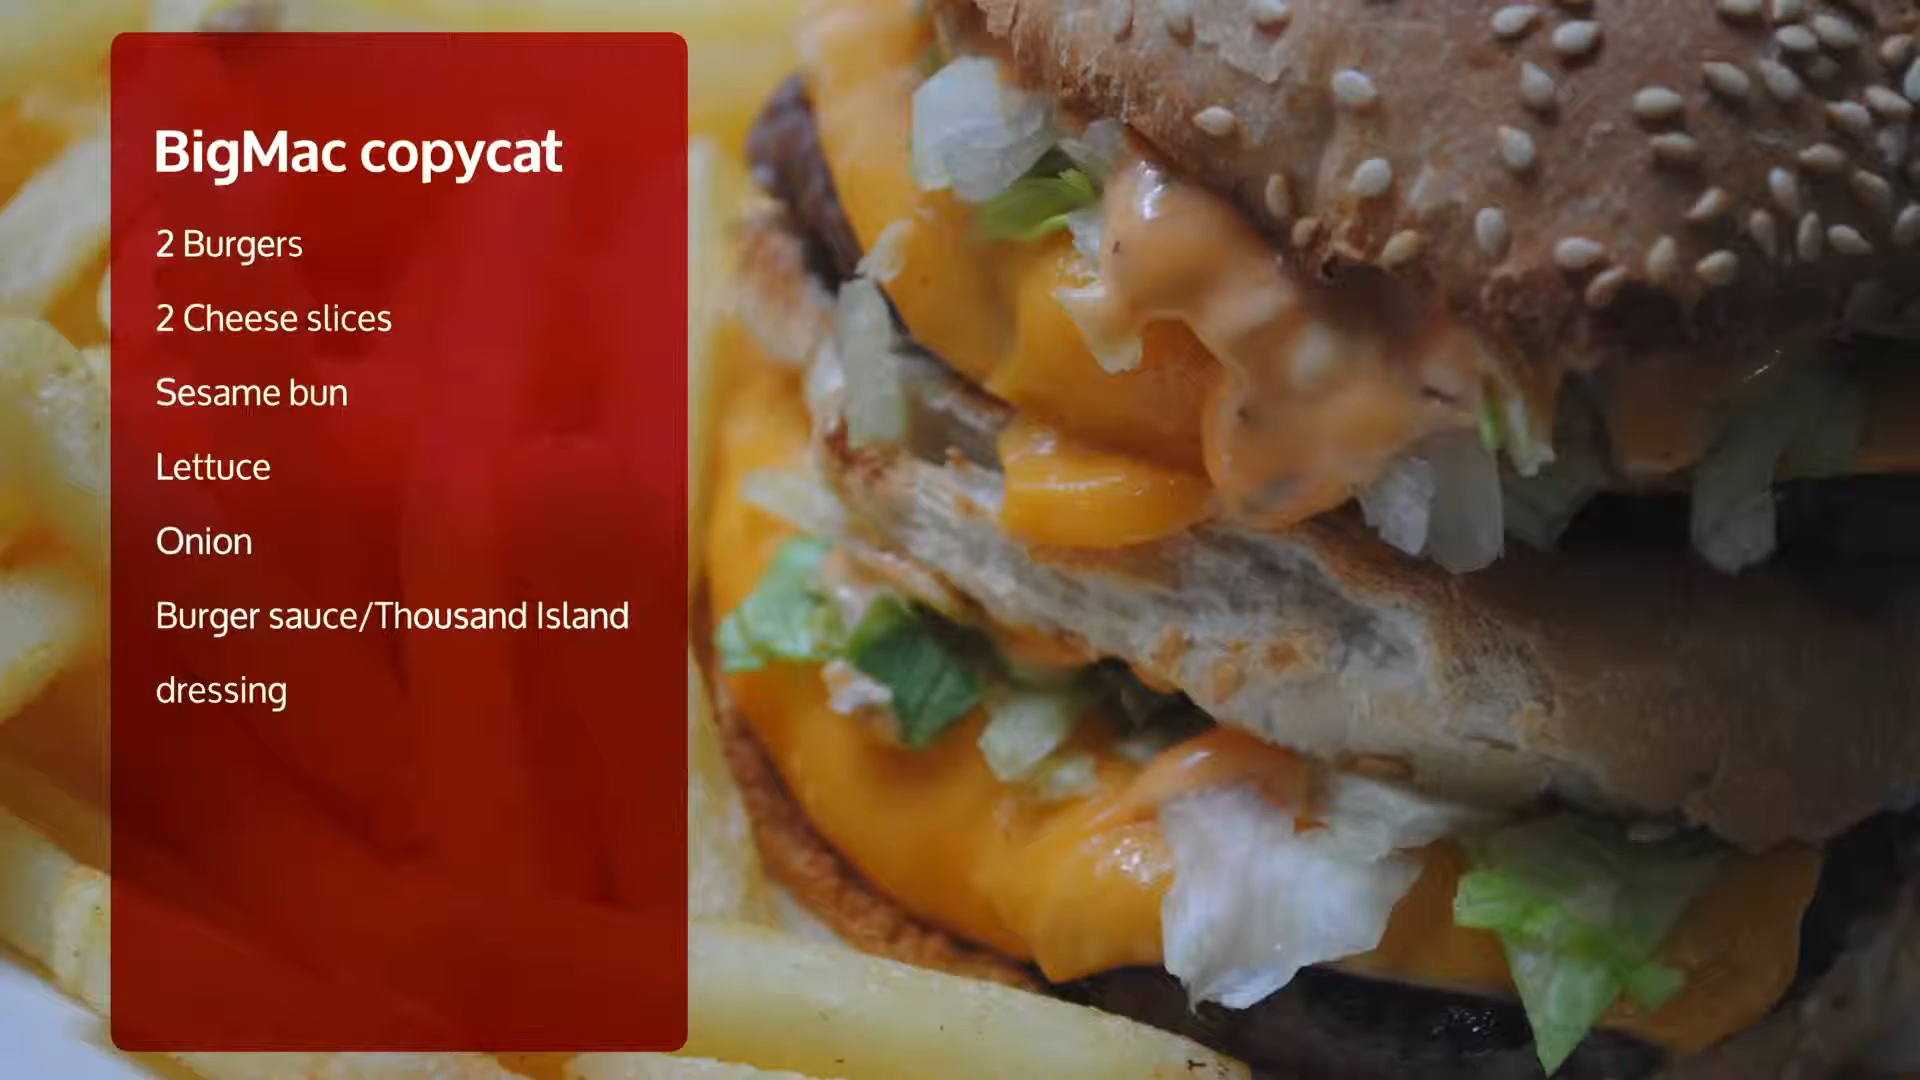 BigMac copycat
2 Burgers
2 Cheese slices
Sesame bun
Lettuce
Onion
Burger sauce/Thousand Island
dressing